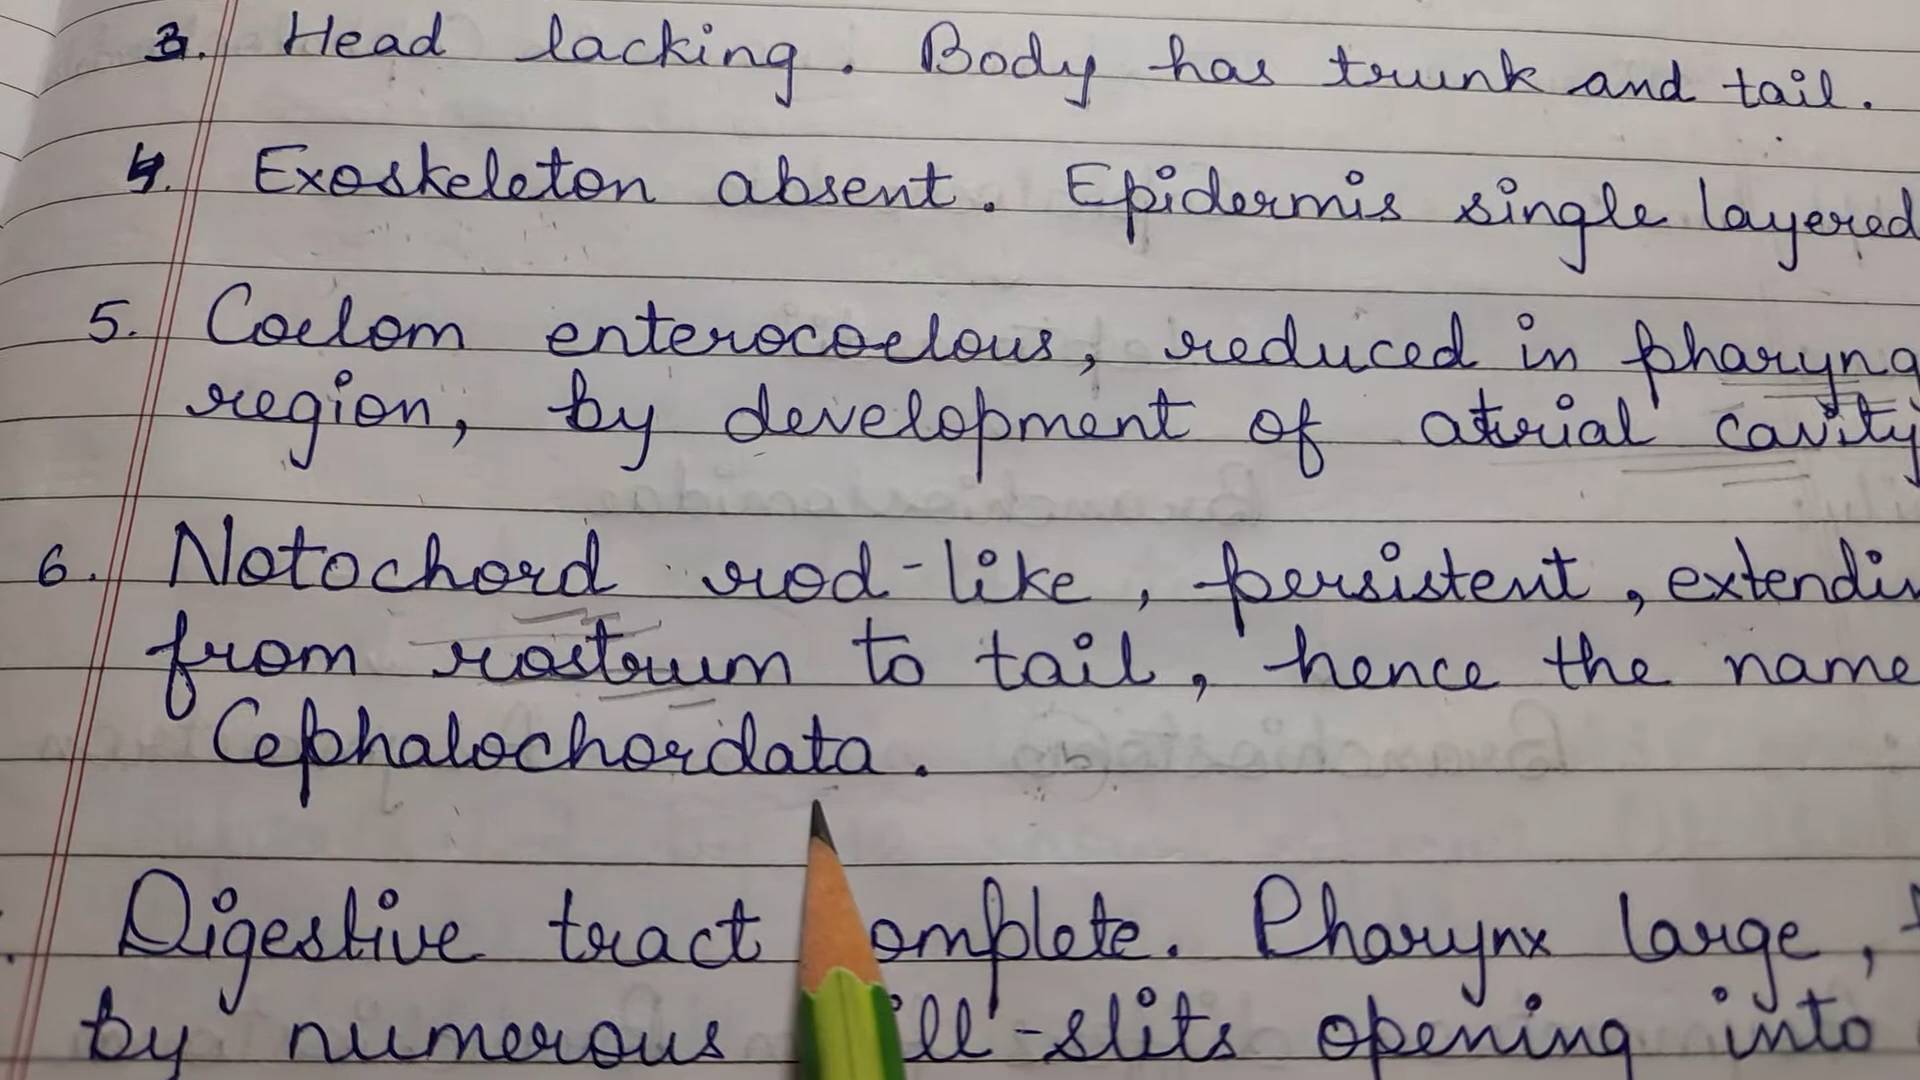 3. Head lacking. Body has trunk and tail.
4. Exoskeleton absent. Epidermis single layered
5. Coelom enterocoelous, reduced in pharyng
region, by development of atrial cavity
6. Notochord rod-like, persistent, extendin
from rostrum to tail, hence the name
Cephalochordata.
Digestive tract omplete. Pharynx large,
by numerous ill-slits opening into